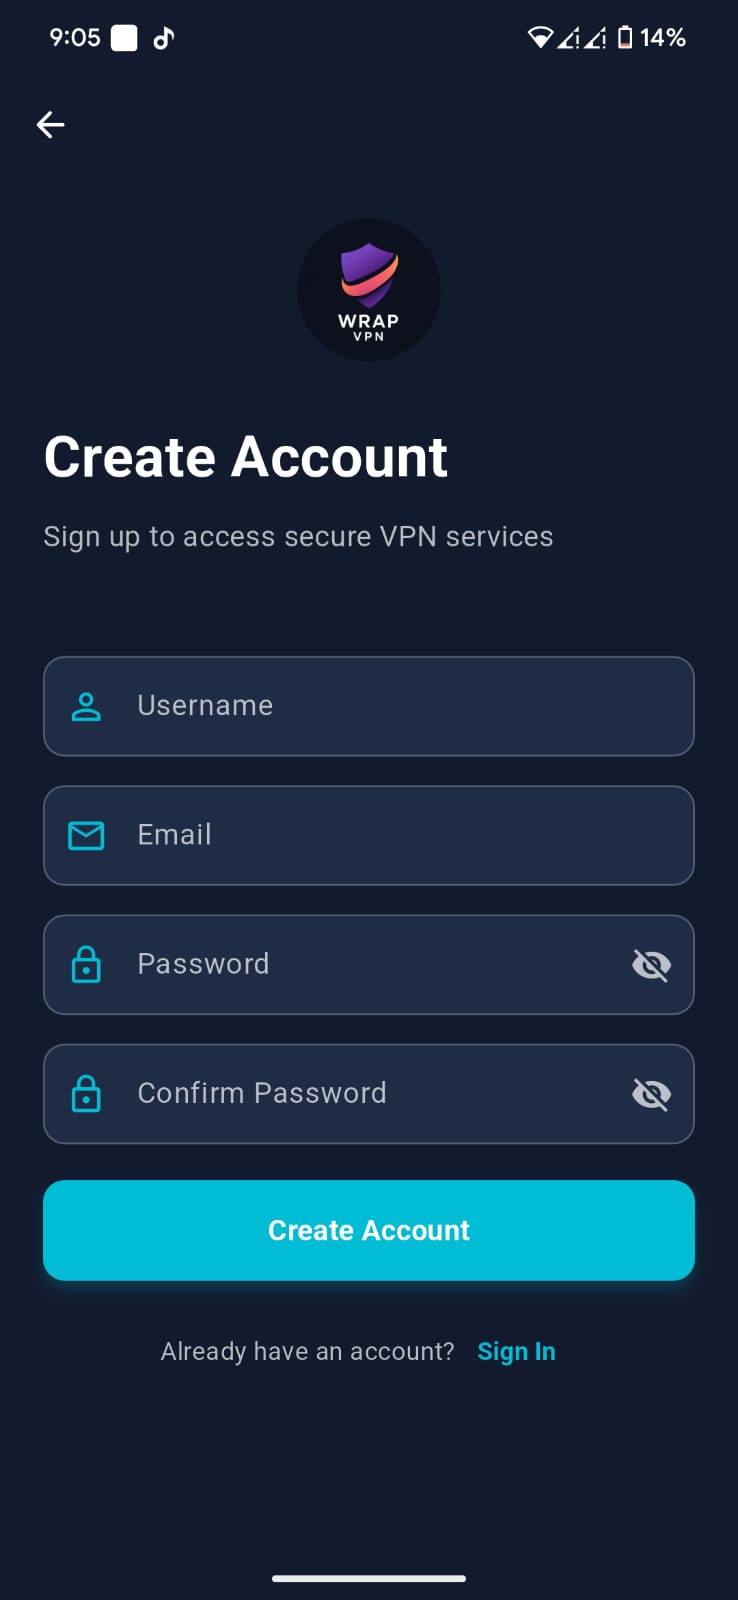 9:05 14%
WRAP
VPN
Create Account
Sign up to access secure VPN services
Username
Email
Password
Confirm Password
Create Account
Already have an account? Sign In